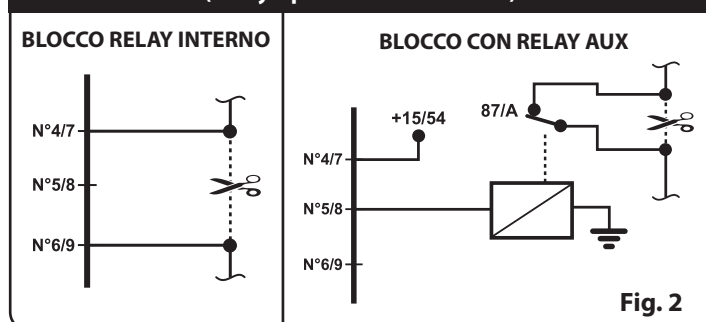 BLOCCO RELAY INTERNO
N°4/7
N°5/8
N°6/9
BLOCCO CON RELAY AUX
+15/54
87/A
N°4/7
N°5/8
N°6/9
Fig. 2